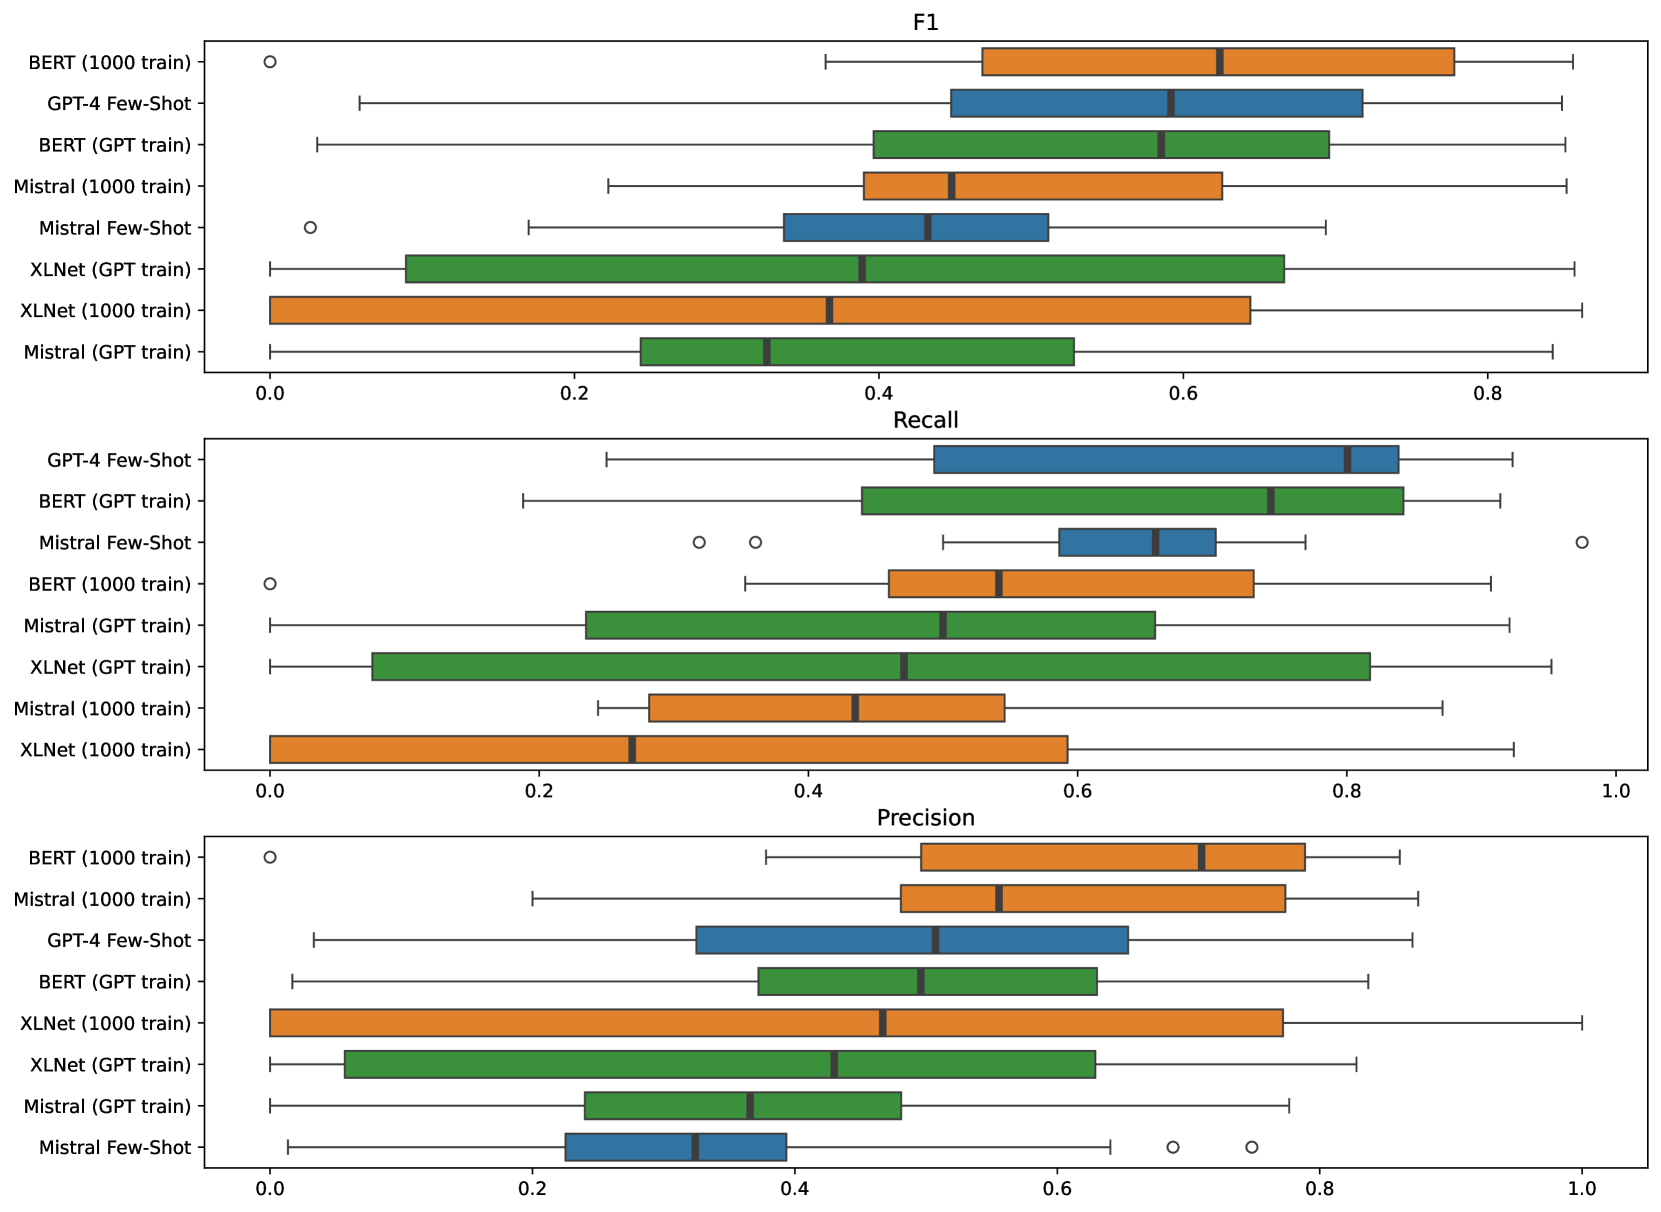 F1
BERT (1000 train)
GPT-4 Few-Shot
BERT (GPT train)
Mistral (1000 train)
Mistral Few-Shot
XLNet (GPT train)
XLNet (1000 train)
Mistral (GPT train)
0.0 0.2 0.4 0.6 0.8
Recall
GPT-4 Few-Shot
BERT (GPT train)
Mistral Few-Shot
BERT (1000 train)
Mistral (GPT train)
XLNet (GPT train)
Mistral (1000 train)
XLNet (1000 train)
0.0 0.2 0.4 0.6 0.8 1.0
Precision
BERT (1000 train)
Mistral (1000 train)
GPT-4 Few-Shot
BERT (GPT train)
XLNet (1000 train)
XLNet (GPT train)
Mistral (GPT train)
Mistral Few-Shot
0.0 0.2 0.4 0.6 0.8 1.0